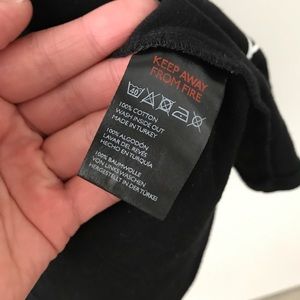 KEEP AWAY
FROM FIRE
40
100% COTTON
WASH INSIDE OUT
MADE IN TURKEY
100% ALGODÓN
LAVAR DEL REVÉS
HECHO EN TURQUÍA
100% BAUMWOLLE
VON LINKS WASCHEN
HERGESTELLT IN DER TÜRKEI